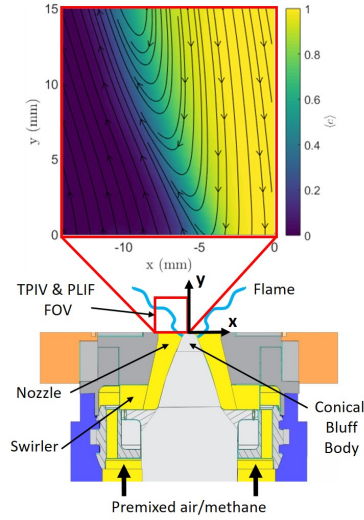 15
10
5
0
y (mm)
-10
-5
0
x (mm)
1
0.8
0.6
0.4
0.2
0
⟨c⟩
TPIV & PLIF
FOV
y
Flame
x
Nozzle
Swirler
Conical
Bluff
Body
Premixed air/methane